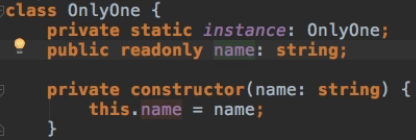 class OnlyOne {
    private static instance: OnlyOne;
    public readonly name: string;
    private constructor(name: string) {
        this.name = name;
    }